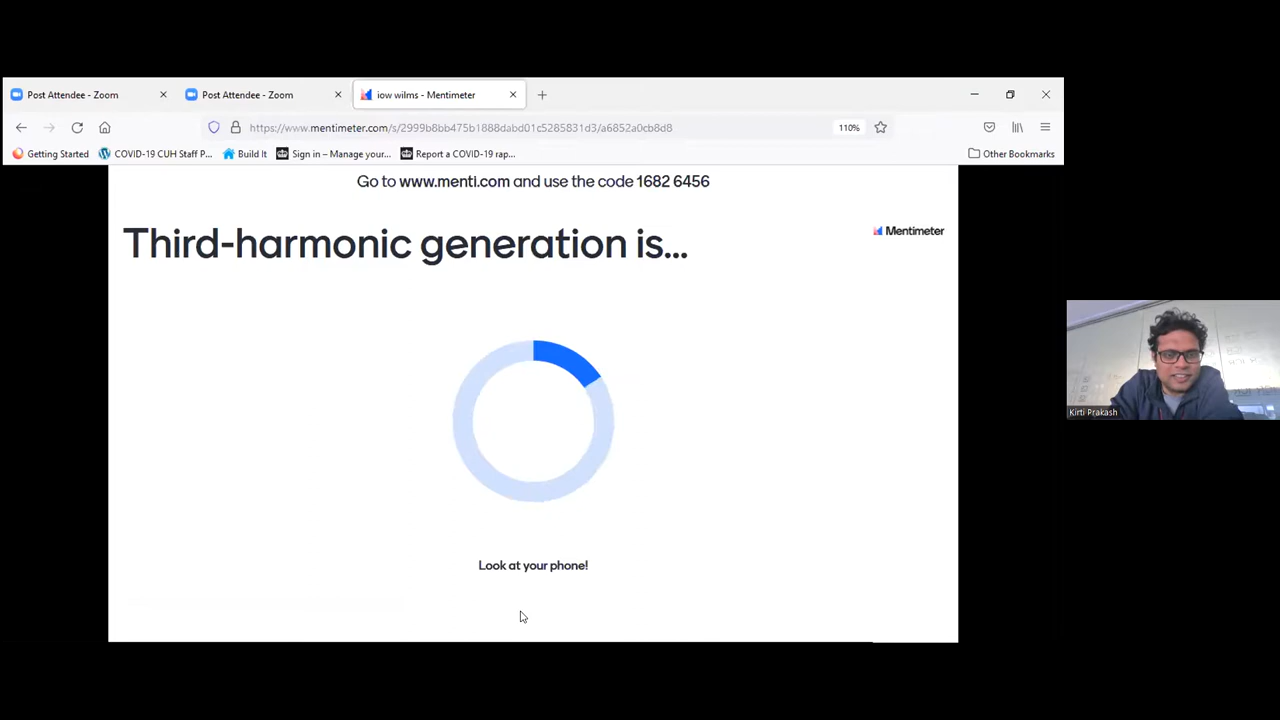 Post Attendee - Zoom
Post Attendee - Zoom
iow wilms - Mentimeter
https://www.mentimeter.com/s/2999b8bb475b1888dabd01c5285831d3/a6852a0cb8d8
110%
Getting Started
COVID-19 CUH Staff P...
Build It
Sign in – Manage your...
Report a COVID-19 rap...
Other Bookmarks
Go to www.menti.com and use the code 1682 6456
Third-harmonic generation is...
Mentimeter
Look at your phone!
Kirti Prakash